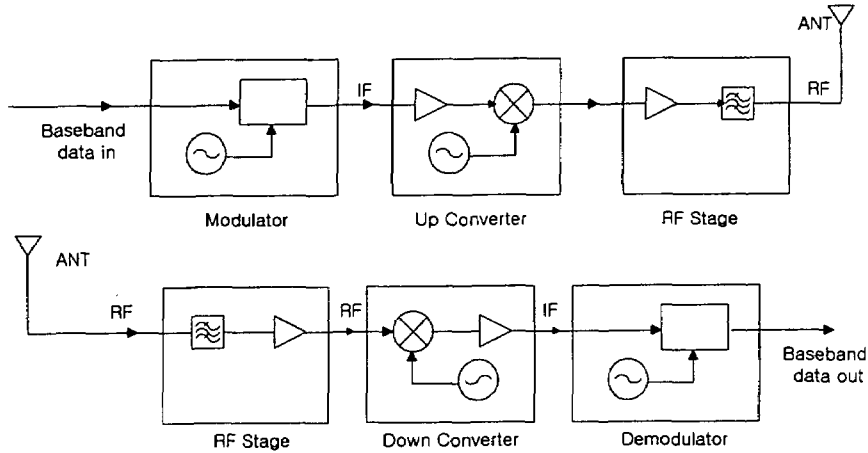 ANT
IF
RF
Baseband
data in
Modulator
Up Converter
RF Stage
ANT
RF
RF
IF
Baseband
data out
RF Stage
Down Converter
Demodulator